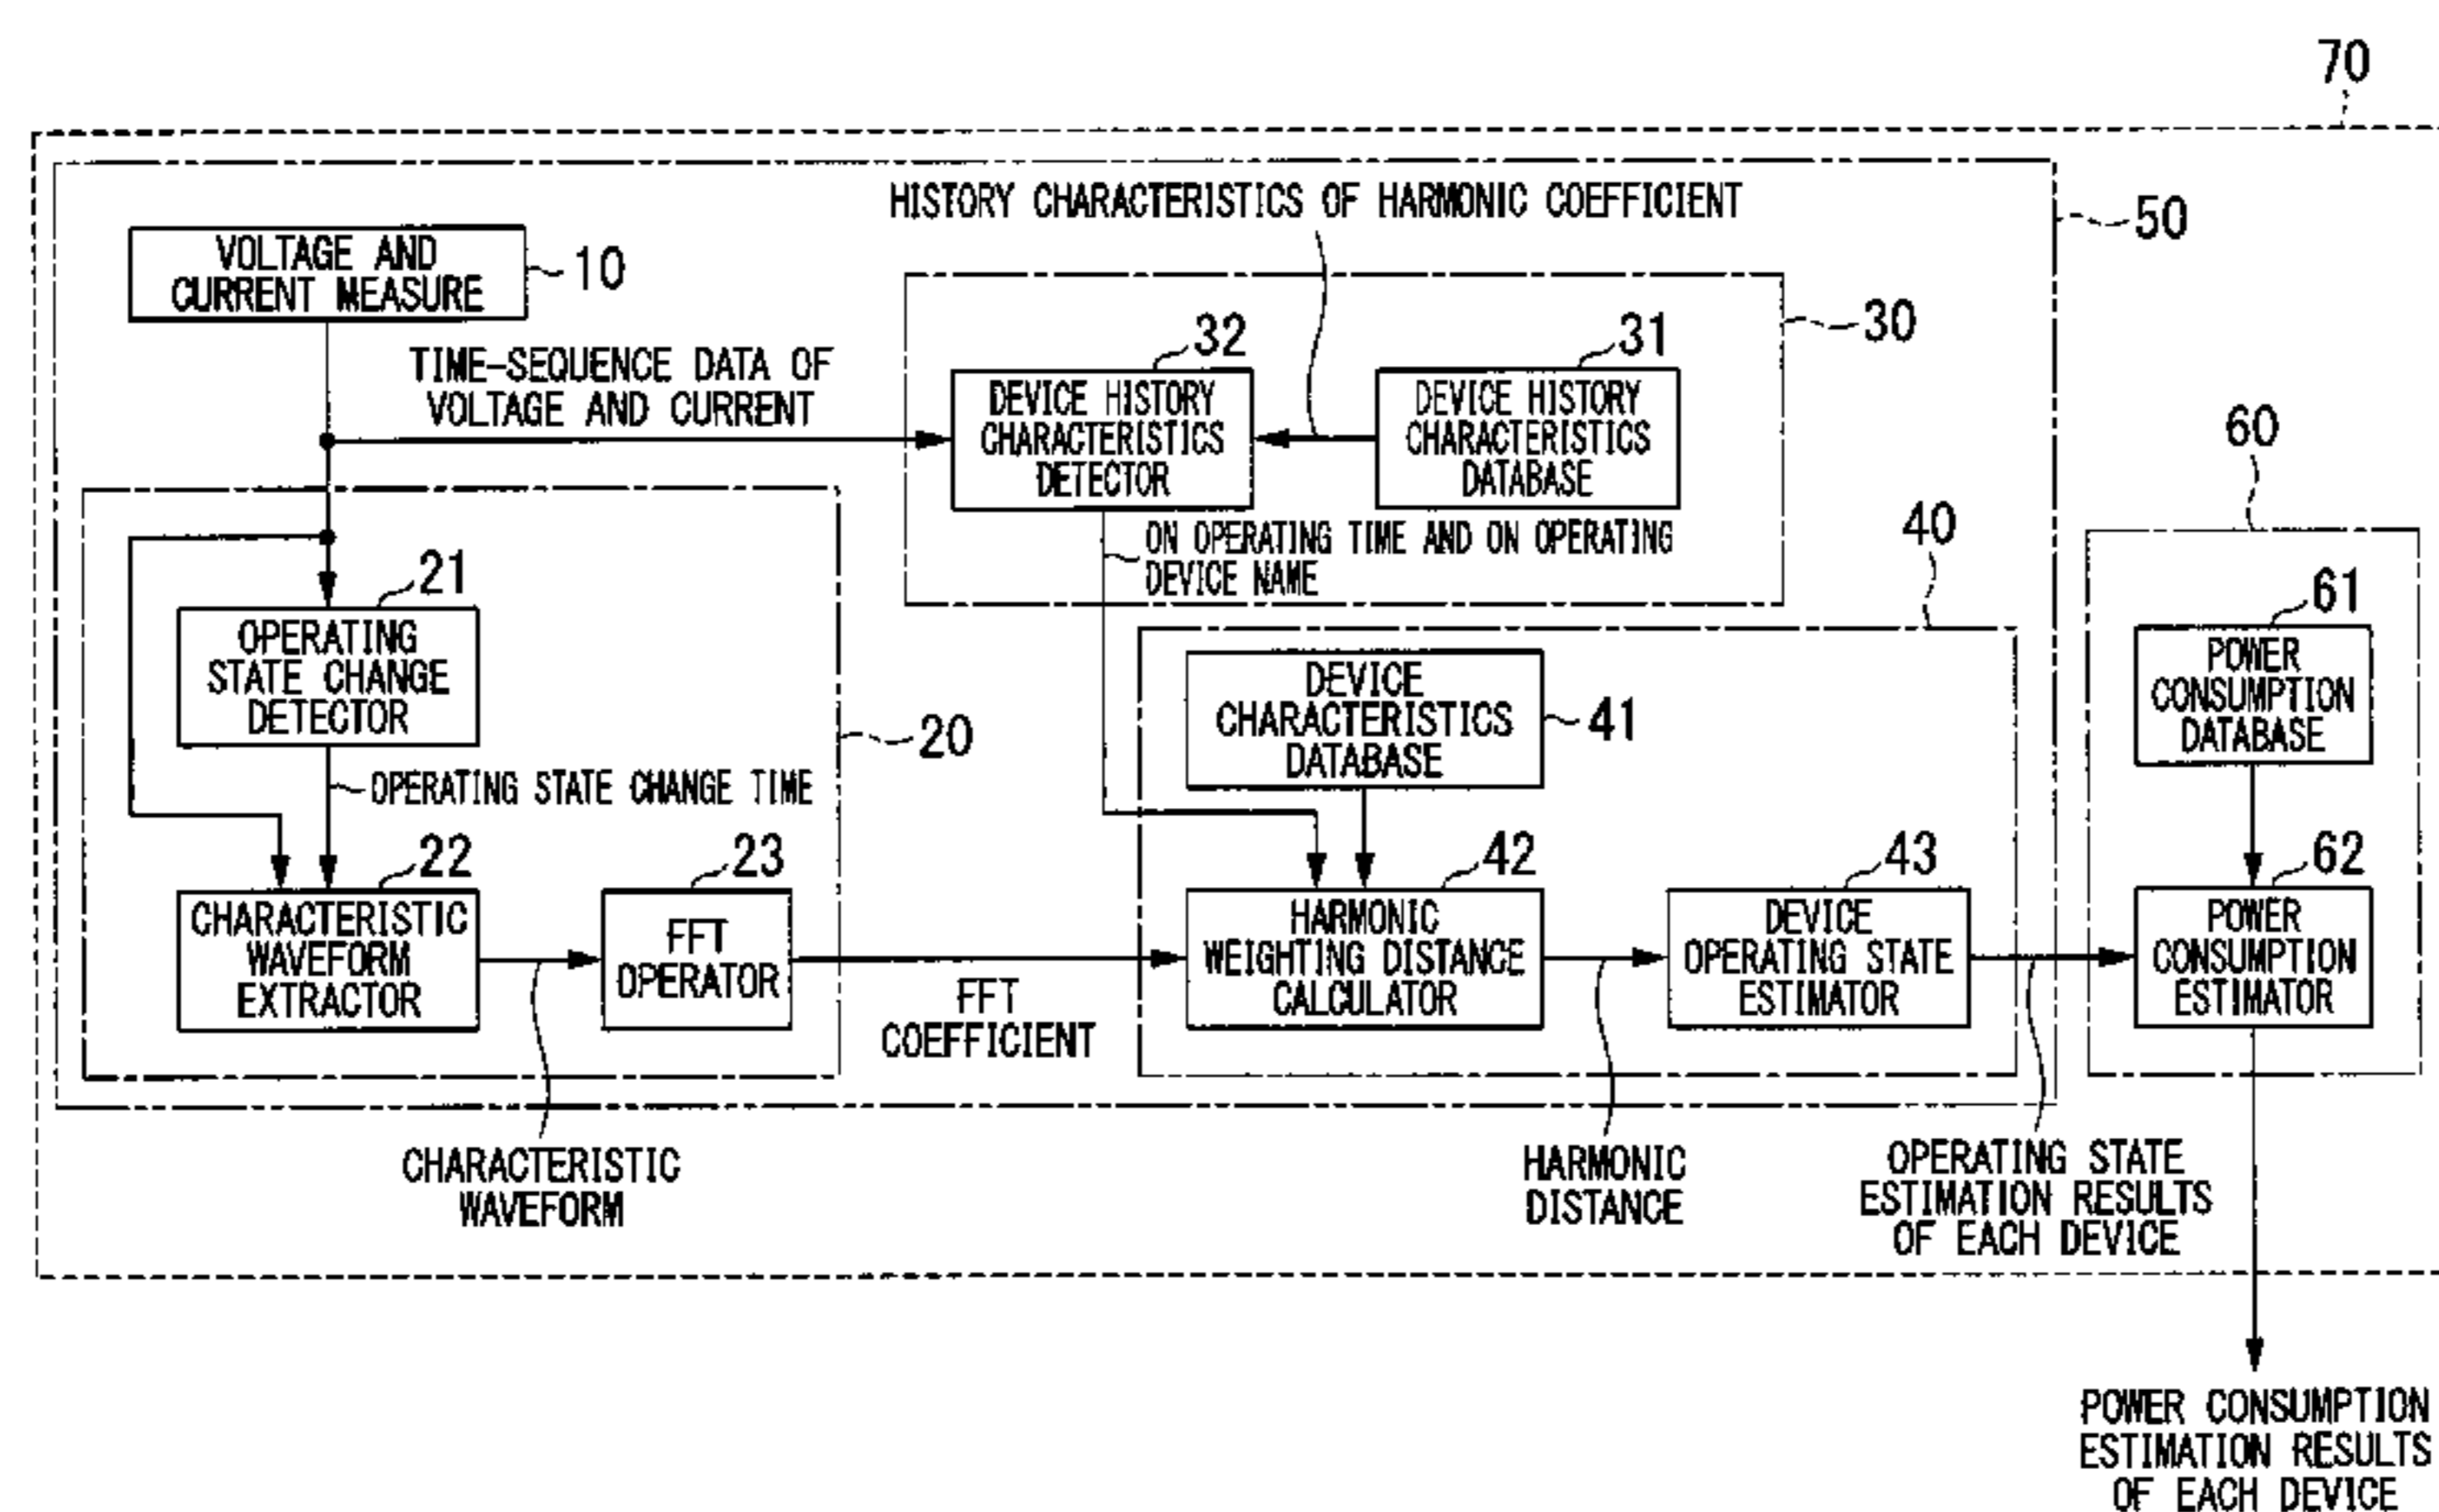 70
HISTORY CHARACTERISTICS OF HARMONIC COEFFICIENT
50
VOLTAGE AND
CURRENT MEASURE
10
30
TIME-SEQUENCE DATA OF
VOLTAGE AND CURRENT
32
DEVICE HISTORY
CHARACTERISTICS
DETECTOR
31
DEVICE HISTORY
CHARACTERISTICS
DATABASE
60
ON OPERATING TIME AND ON OPERATING
DEVICE NAME
40
21
OPERATING
STATE CHANGE
DETECTOR
20
DEVICE
CHARACTERISTICS
DATABASE
41
61
POWER
CONSUMPTION
DATABASE
OPERATING STATE CHANGE TIME
22
CHARACTERISTIC
WAVEFORM
EXTRACTOR
23
FFT
OPERATOR
FFT
COEFFICIENT
42
HARMONIC
WEIGHTING DISTANCE
CALCULATOR
43
DEVICE
OPERATING STATE
ESTIMATOR
62
POWER
CONSUMPTION
ESTIMATOR
CHARACTERISTIC
WAVEFORM
HARMONIC
DISTANCE
OPERATING STATE
ESTIMATION RESULTS
OF EACH DEVICE
POWER CONSUMPTION
ESTIMATION RESULTS
OF EACH DEVICE